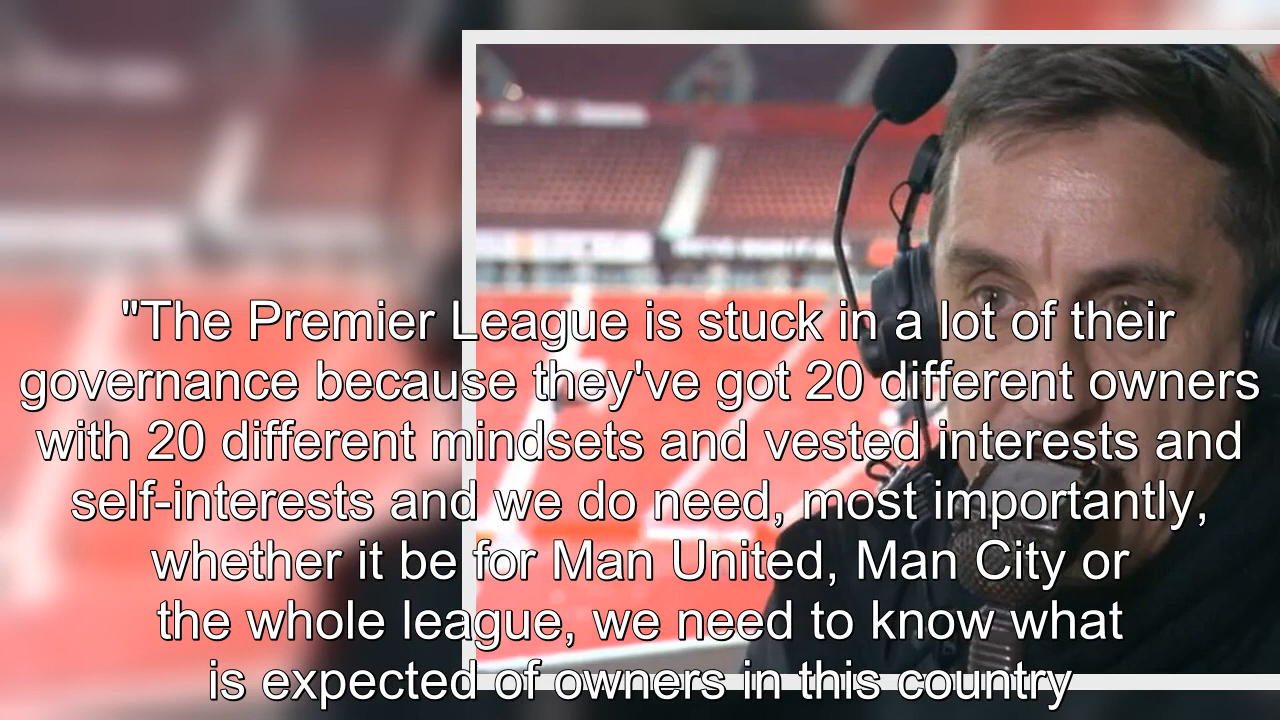 "The Premier League is stuck in a lot of their
governance because they've got 20 different owners
with 20 different mindsets and vested interests and
self-interests and we do need, most importantly,
whether it be for Man United, Man City or
the whole league, we need to know what
is expected of owners in this country